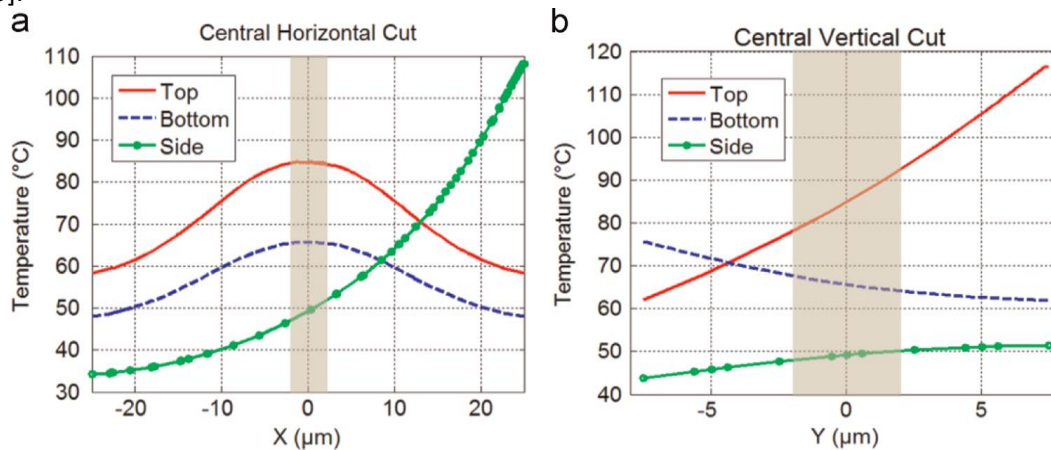 a
Central Horizontal Cut
110
100
90
80
70
60
50
40
30
Temperature (°C)
Top
Bottom
Side
-20
-10
0
10
20
X (µm)
b
Central Vertical Cut
120
110
100
90
80
70
60
50
40
Temperature (°C)
Top
Bottom
Side
-5
0
5
Y (µm)